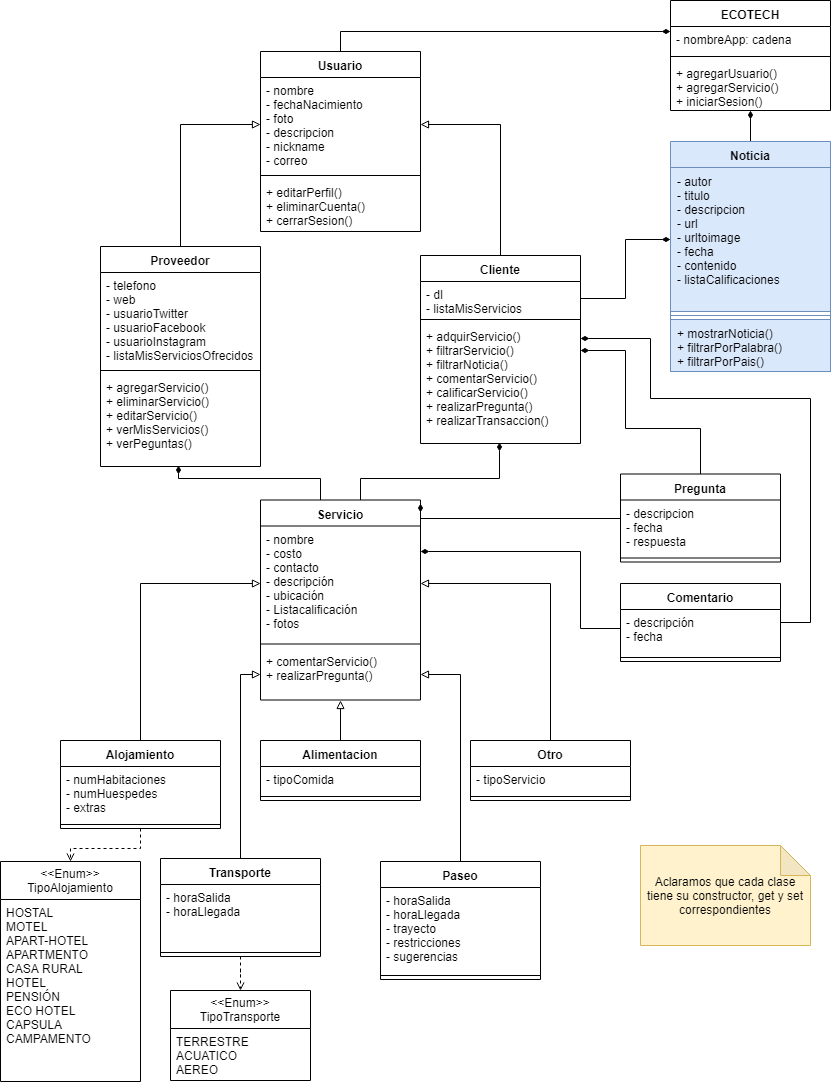 ECOTECH
- nombreApp: cadena
+ agregarUsuario()
+ agregarServicio()
+ iniciarSesion()
Usuario
- nombre
- fechaNacimiento
- foto
- descripcion
- nickname
- correo
+ editarPerfil()
+ eliminarCuenta()
+ cerrarSesion()
Noticia
- autor
- titulo
- descripcion
- url
- urltoimage
- fecha
- contenido
- listaCalificaciones
+ mostrarNoticia()
+ filtrarPorPalabra()
+ filtrarPorPais()
Proveedor
- telefono
- web
- usuarioTwitter
- usuarioFacebook
- usuarioInstagram
- listaMisServiciosOfrecidos
+ agregarServicio()
+ eliminarServicio()
+ editarServicio()
+ verMisServicios()
+ verPeguntas()
Cliente
- dI
- listaMisServicios
+ adquirServicio()
+ filtrarServicio()
+ filtrarNoticia()
+ comentarServicio()
+ calificarServicio()
+ realizarPregunta()
+ realizarTransaccion()
Servicio
- nombre
- costo
- contacto
- descripción
- ubicación
- Listacalificación
- fotos
+ comentarServicio()
+ realizarPregunta()
Pregunta
- descripcion
- fecha
- respuesta
Comentario
- descripción
- fecha
Alojamiento
- numHabitaciones
- numHuespedes
- extras
Alimentacion
- tipoComida
Otro
- tipoServicio
<<Enum>>
TipoAlojamiento
HOSTAL
MOTEL
APART-HOTEL
APARTMENTO
CASA RURAL
HOTEL
PENSIÓN
ECO HOTEL
CAPSULA
CAMPAMENTO
Transporte
- horaSalida
- horaLlegada
Paseo
- horaSalida
- horaLlegada
- trayecto
- restricciones
- sugerencias
<<Enum>>
TipoTransporte
TERRESTRE
ACUATICO
AEREO
Aclaramos que cada clase
tiene su constructor, get y set
correspondientes